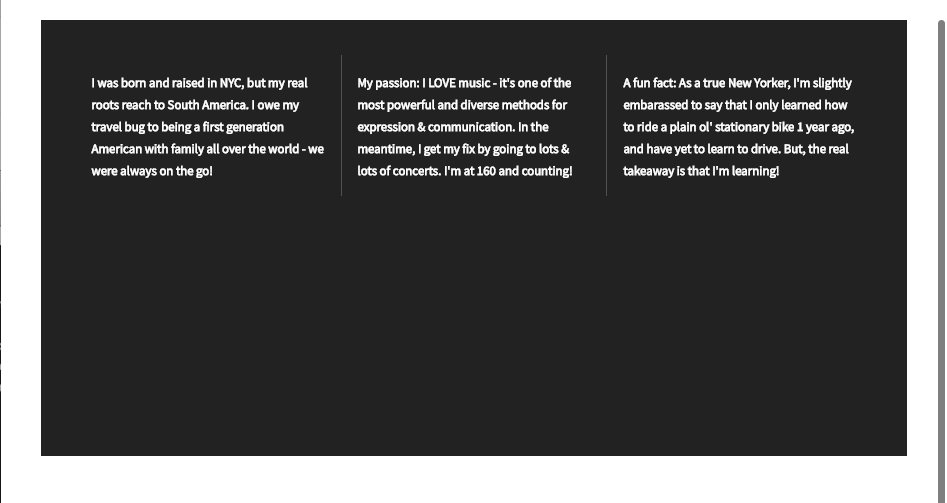 I was born and raised in NYC, but my real
roots reach to South America. I owe my
travel bug to being a first generation
American with family all over the world - we
were always on the go!
My passion: I LOVE music - it's one of the
most powerful and diverse methods for
expression & communication. In the
meantime, I get my fix by going to lots &
lots of concerts. I'm at 160 and counting!
A fun fact: As a true New Yorker, I'm slightly
embarassed to say that I only learned how
to ride a plain ol' stationary bike 1 year ago,
and have yet to learn to drive. But, the real
takeaway is that I'm learning!